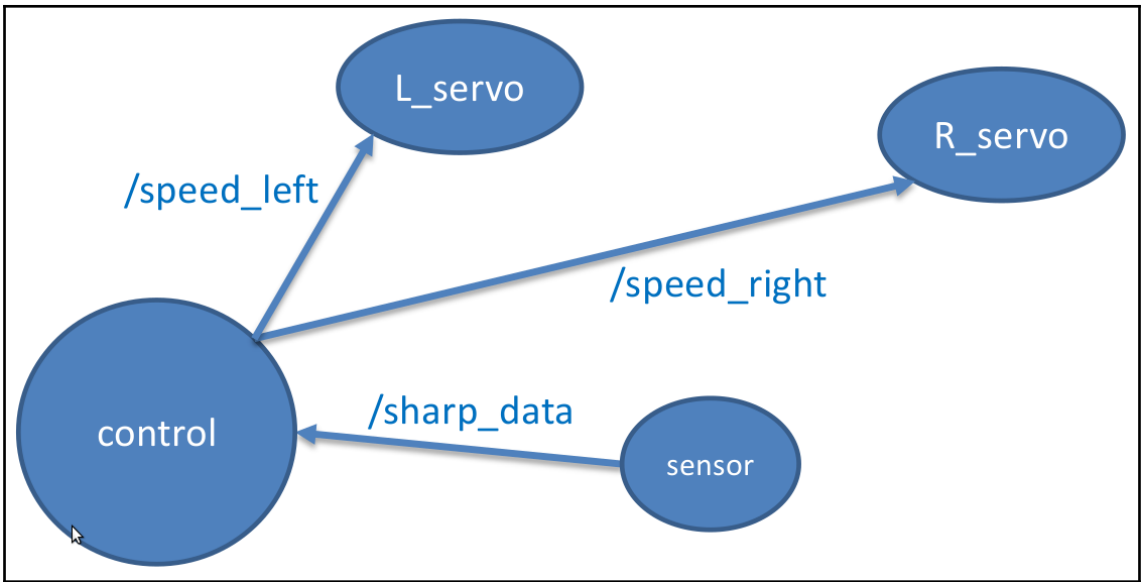 L_servo
R_servo
/speed_left
/speed_right
/sharp_data
control
sensor